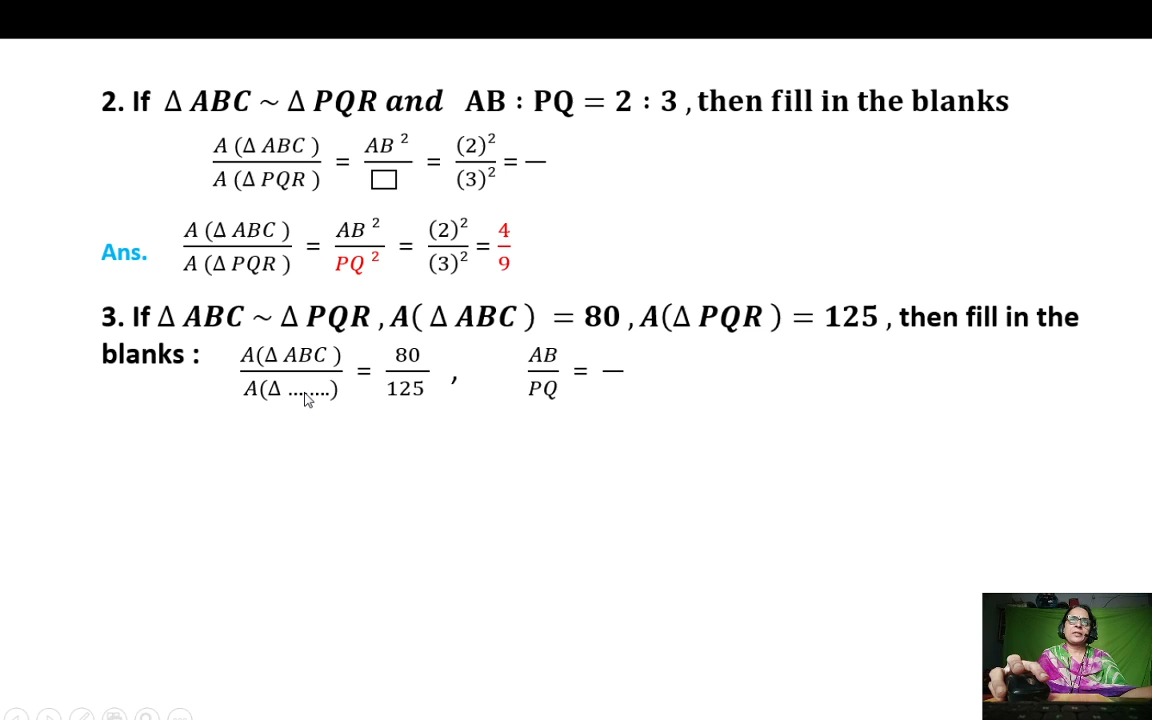 2. If Δ ABC ~ Δ PQR and AB : PQ = 2 : 3 , then fill in the blanks
A (Δ ABC ) / A (Δ PQR ) = AB ² / □ = (2)² / (3)² = —
Ans. A (Δ ABC ) / A (Δ PQR ) = AB ² / PQ ² = (2)² / (3)² = 4 / 9
3. If Δ ABC ~ Δ PQR , A( Δ ABC ) = 80 , A(Δ PQR ) = 125 , then fill in the
blanks : A(Δ ABC ) / A(Δ ........) = 80 / 125 , AB / PQ = —